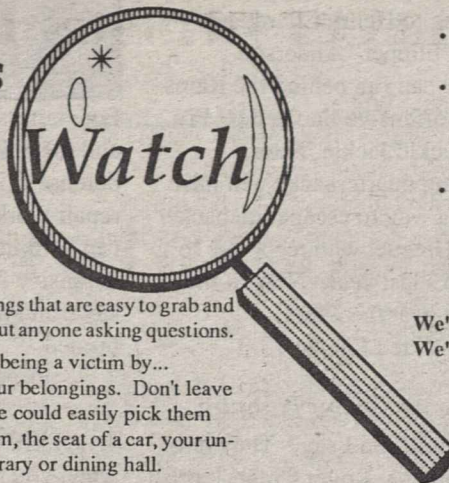 Watch
ngs that are easy to grab and
ut anyone asking questions.
being a victim by...
ur belongings. Don't leave
e could easily pick them
m, the seat of a car, your un-
rary or dining hall.
We'
We'